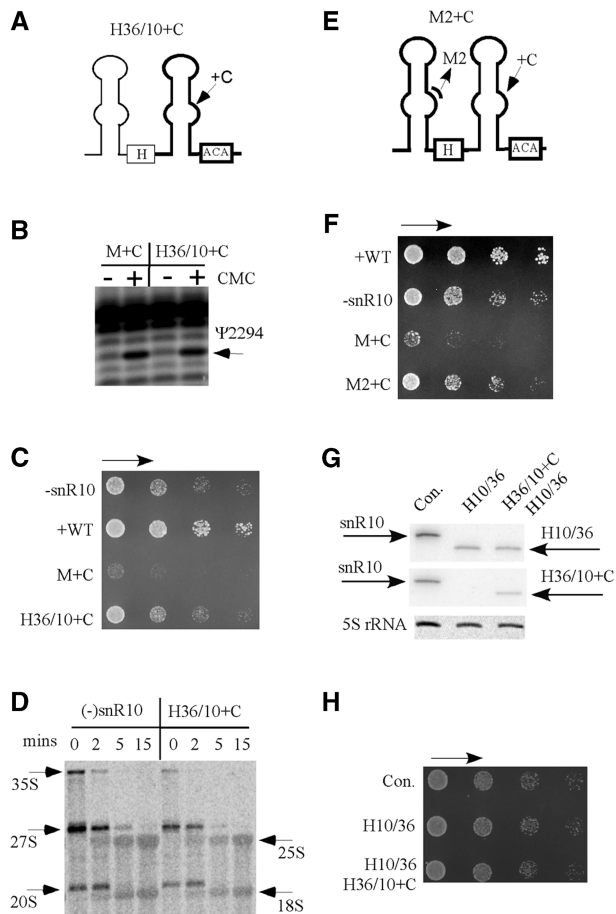 A
H36/10+C
+C
H
ACA
B
M+C H36/10+C
- + - + CMC
Ψ2294
C
-snR10
+WT
M+C
H36/10+C
D
(-)snR10 H36/10+C
mins 0 2 5 15 0 2 5 15
35S
27S
25S
20S
18S
E
M2+C
M2
+C
H
ACA
F
+WT
-snR10
M+C
M2+C
G
Con.
H10/36
H36/10+C
H10/36
snR10
H10/36
snR10
H36/10+C
5S rRNA
H
Con.
H10/36
H10/36
H36/10+C